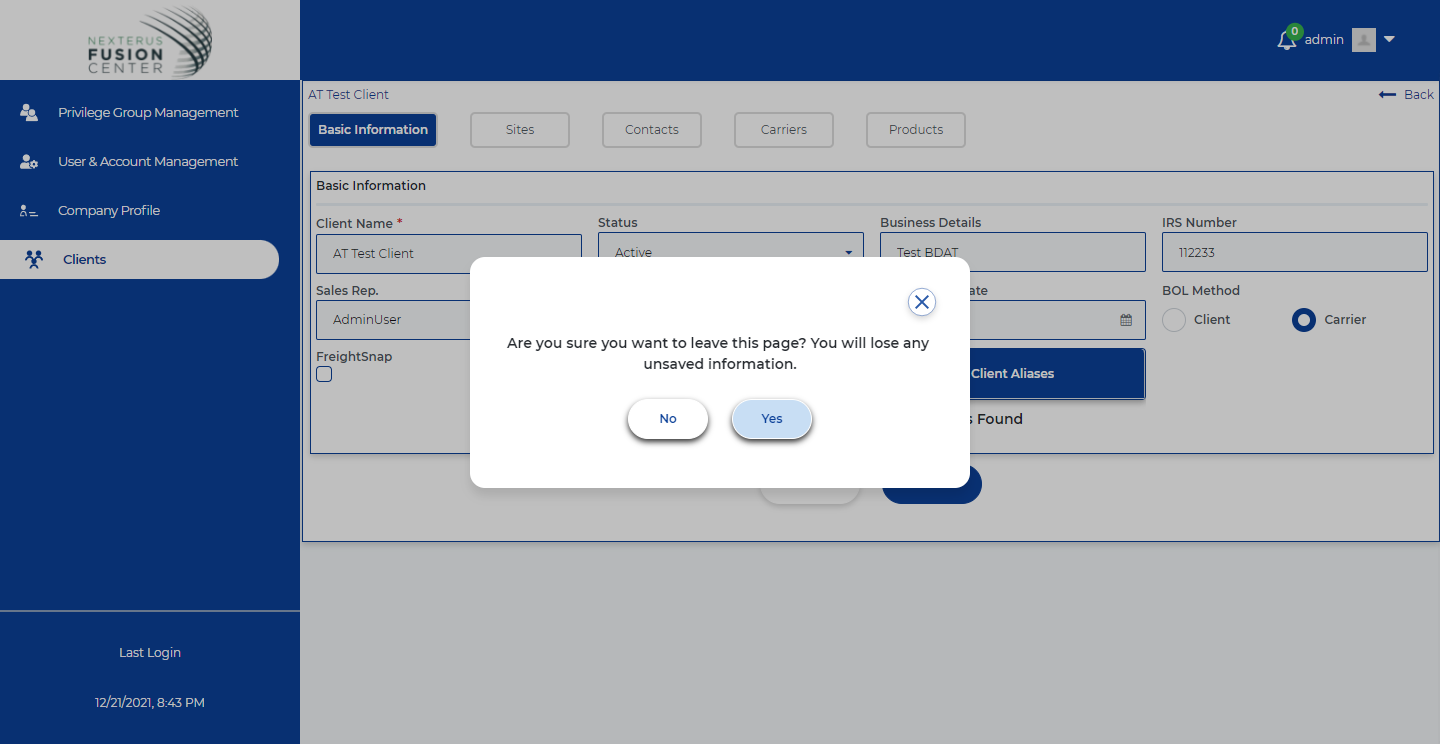 NEXTERUS
FUSION
CENTER
0
admin
Privilege Group Management
User & Account Management
Company Profile
Clients
Last Login
12/21/2021, 8:43 PM
AT Test Client
Back
Basic Information
Sites
Contacts
Carriers
Products
Basic Information
Client Name *
Status
Business Details
IRS Number
AT Test Client
Active
Test BDAT
112233
Sales Rep.
BOL Method
AdminUser
Client
Carrier
FreightSnap
Client Aliases
Found
Are you sure you want to leave this page? You will lose any
unsaved information.
No
Yes